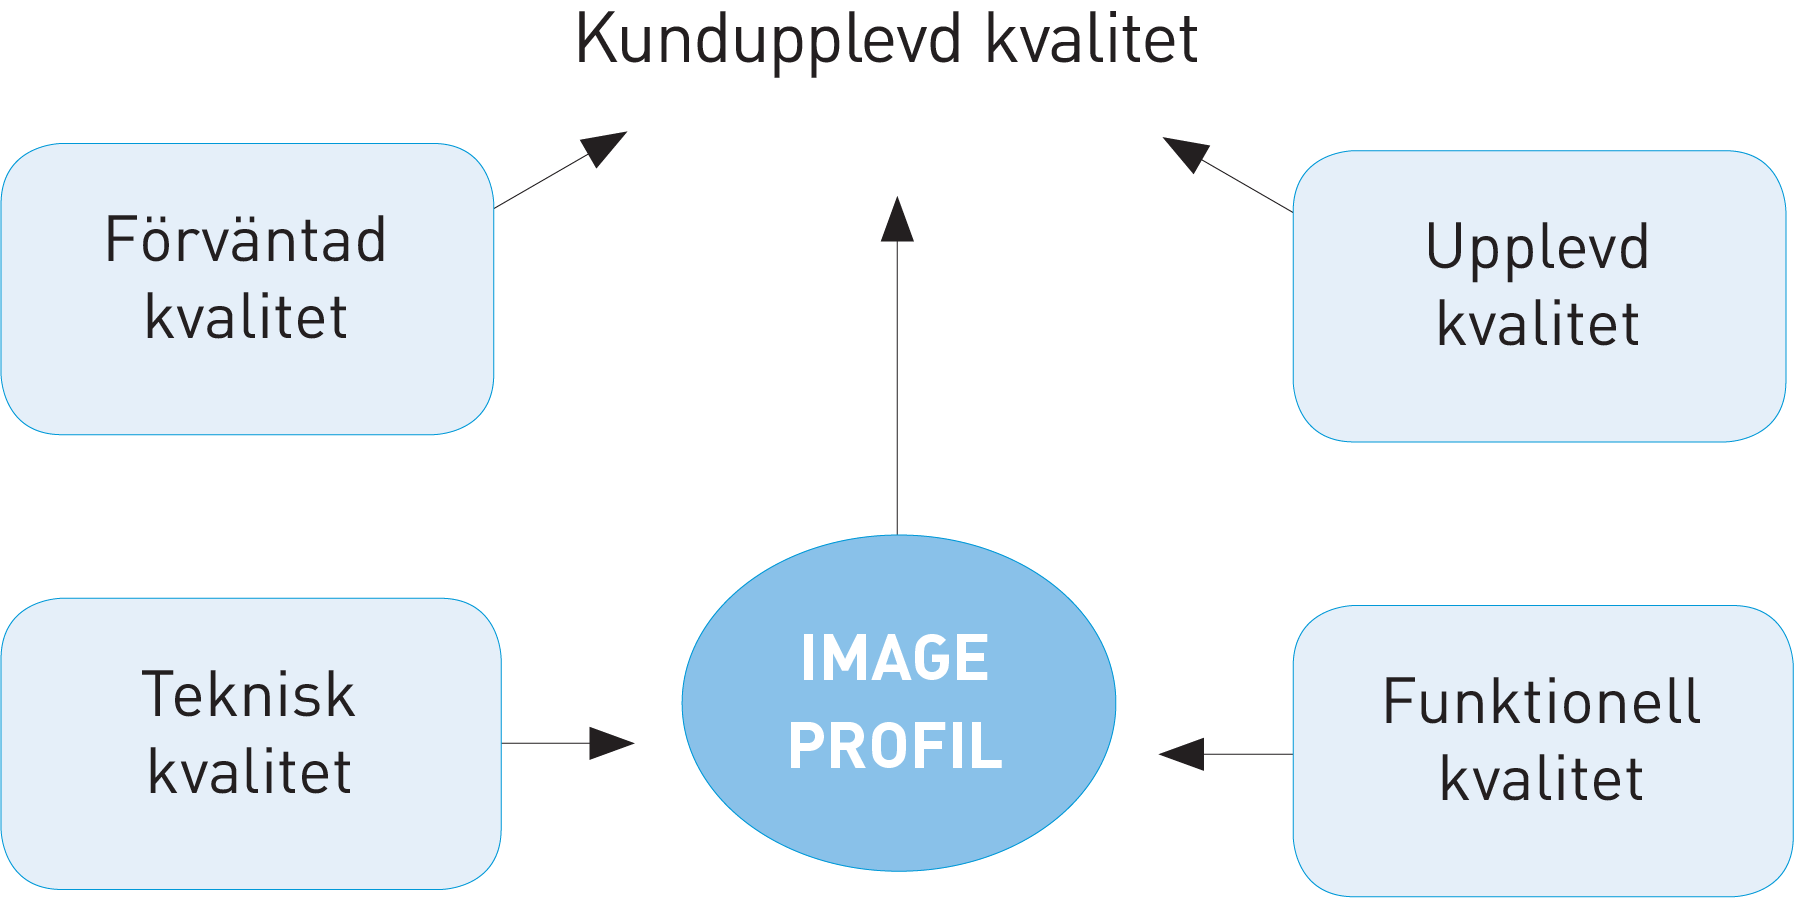 Kundupplevd kvalitet
Förväntad
kvalitet
Upplevd
kvalitet
Teknisk
kvalitet
IMAGE
PROFIL
Funktionell
kvalitet